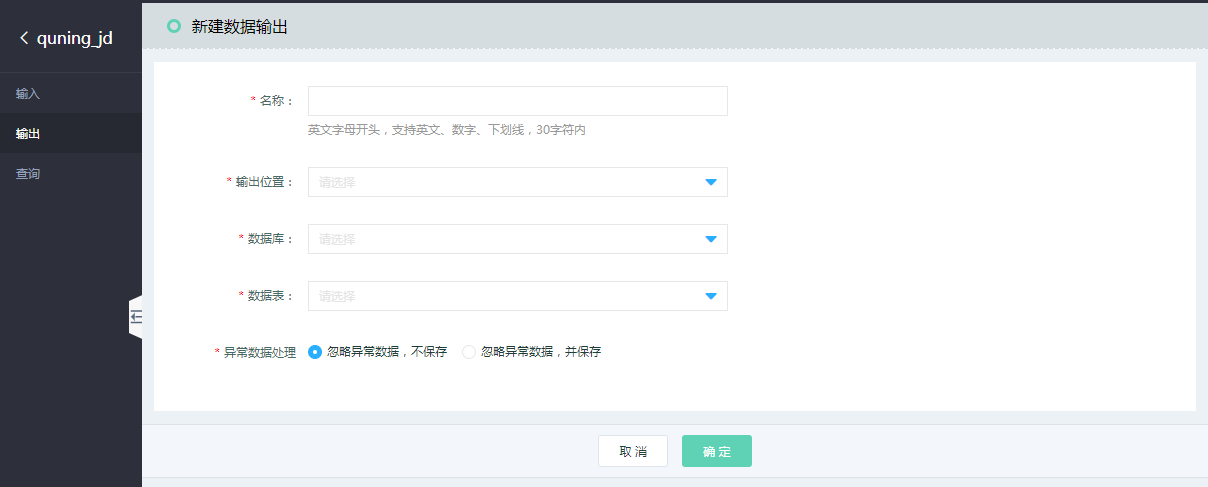 quning_jd
输入
输出
查询
新建数据输出
* 名称：
英文字母开头，支持英文、数字、下划线，30字符内
* 输出位置： 请选择
* 数据库： 请选择
* 数据表： 请选择
* 异常数据处理 忽略异常数据，不保存 忽略异常数据，并保存
取消 确定